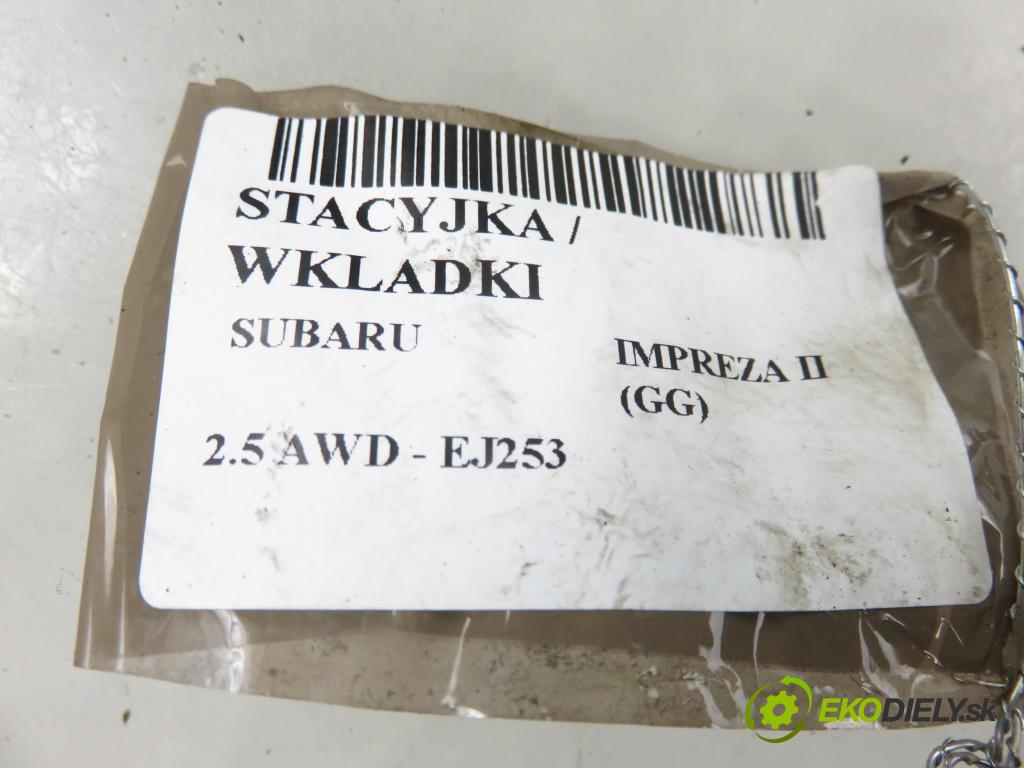 STACYJKA /
WKLADKI
SUBARU
IMPREZA II
(GG)
2.5 AWD - EJ253
EKODIELY.sk